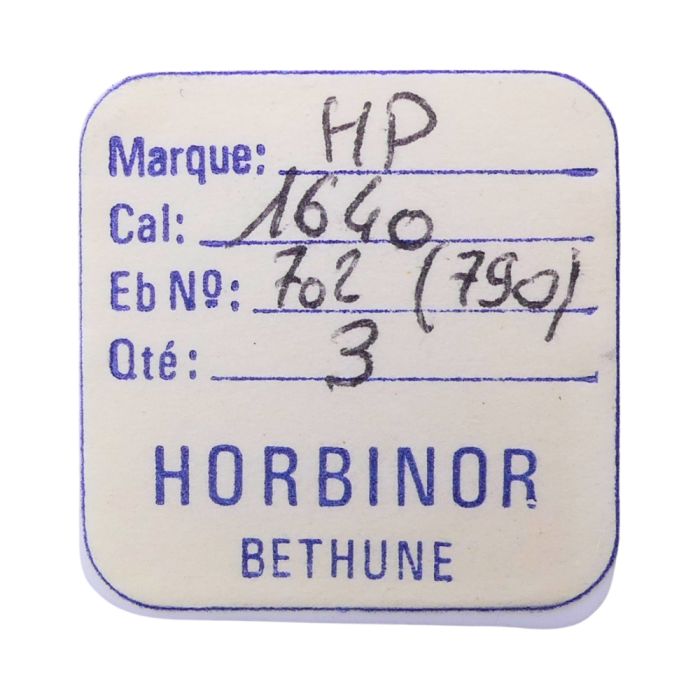 Marque: HP
Cal: 1640
Eb Nº: 702 (790)
Qté: 3
HORBINOR
BETHUNE